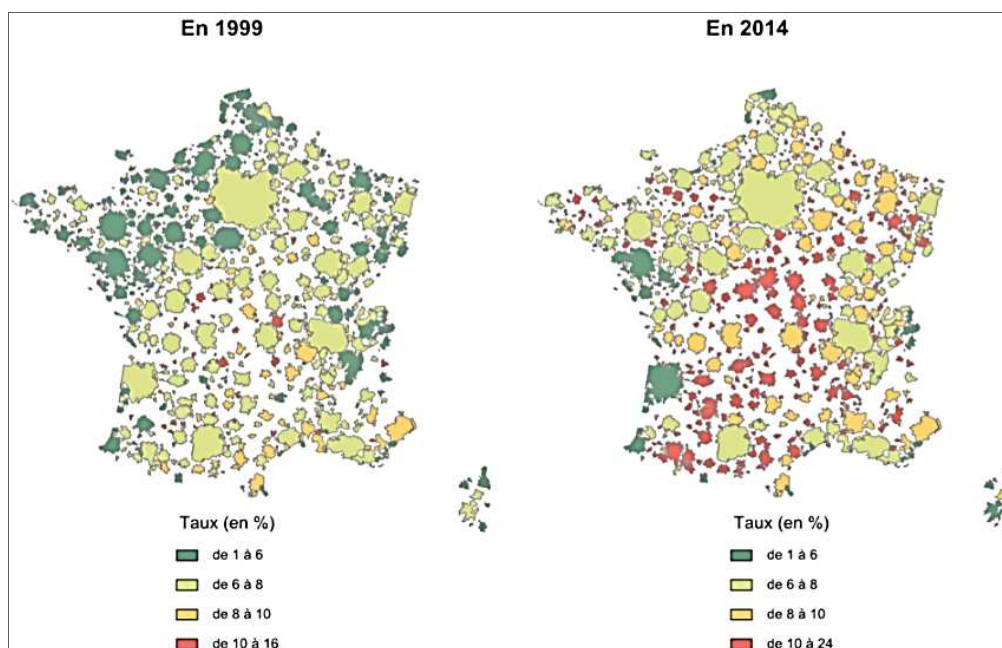 En 1999
En 2014
Taux (en %)
de 1 à 6
de 6 à 8
de 8 à 10
de 10 à 16
Taux (en %)
de 1 à 6
de 6 à 8
de 8 à 10
de 10 à 24